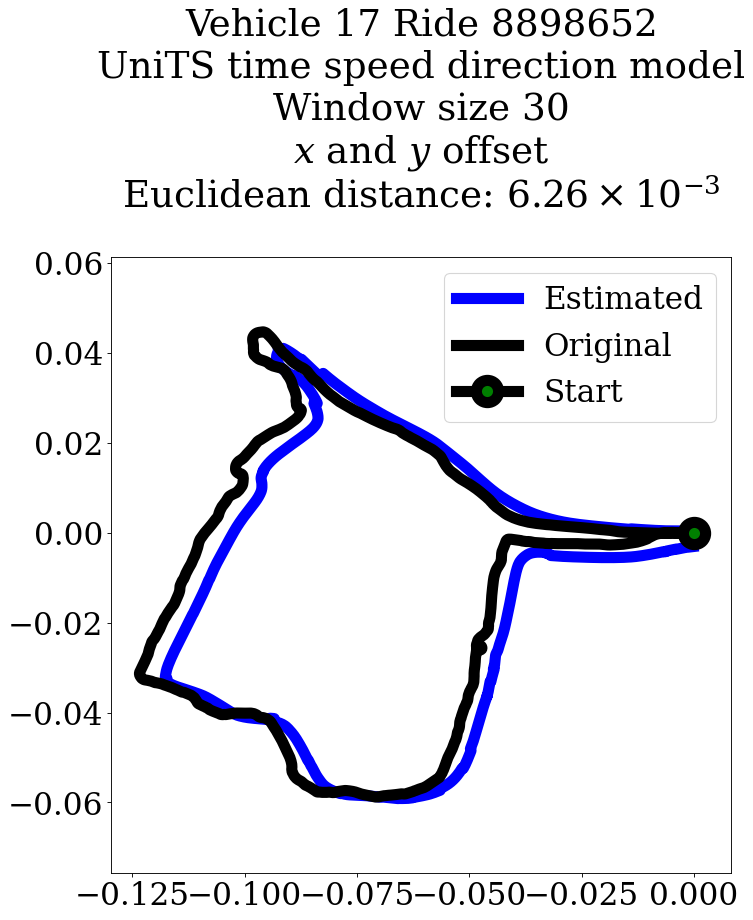 Vehicle 17 Ride 8898652
UniTS time speed direction model
Window size 30
x and y offset
Euclidean distance: 6.26 × 10⁻³
0.06
0.04
0.02
0.00
−0.02
−0.04
−0.06
Estimated
Original
Start
−0.125 −0.100 −0.075 −0.050 −0.025 0.000